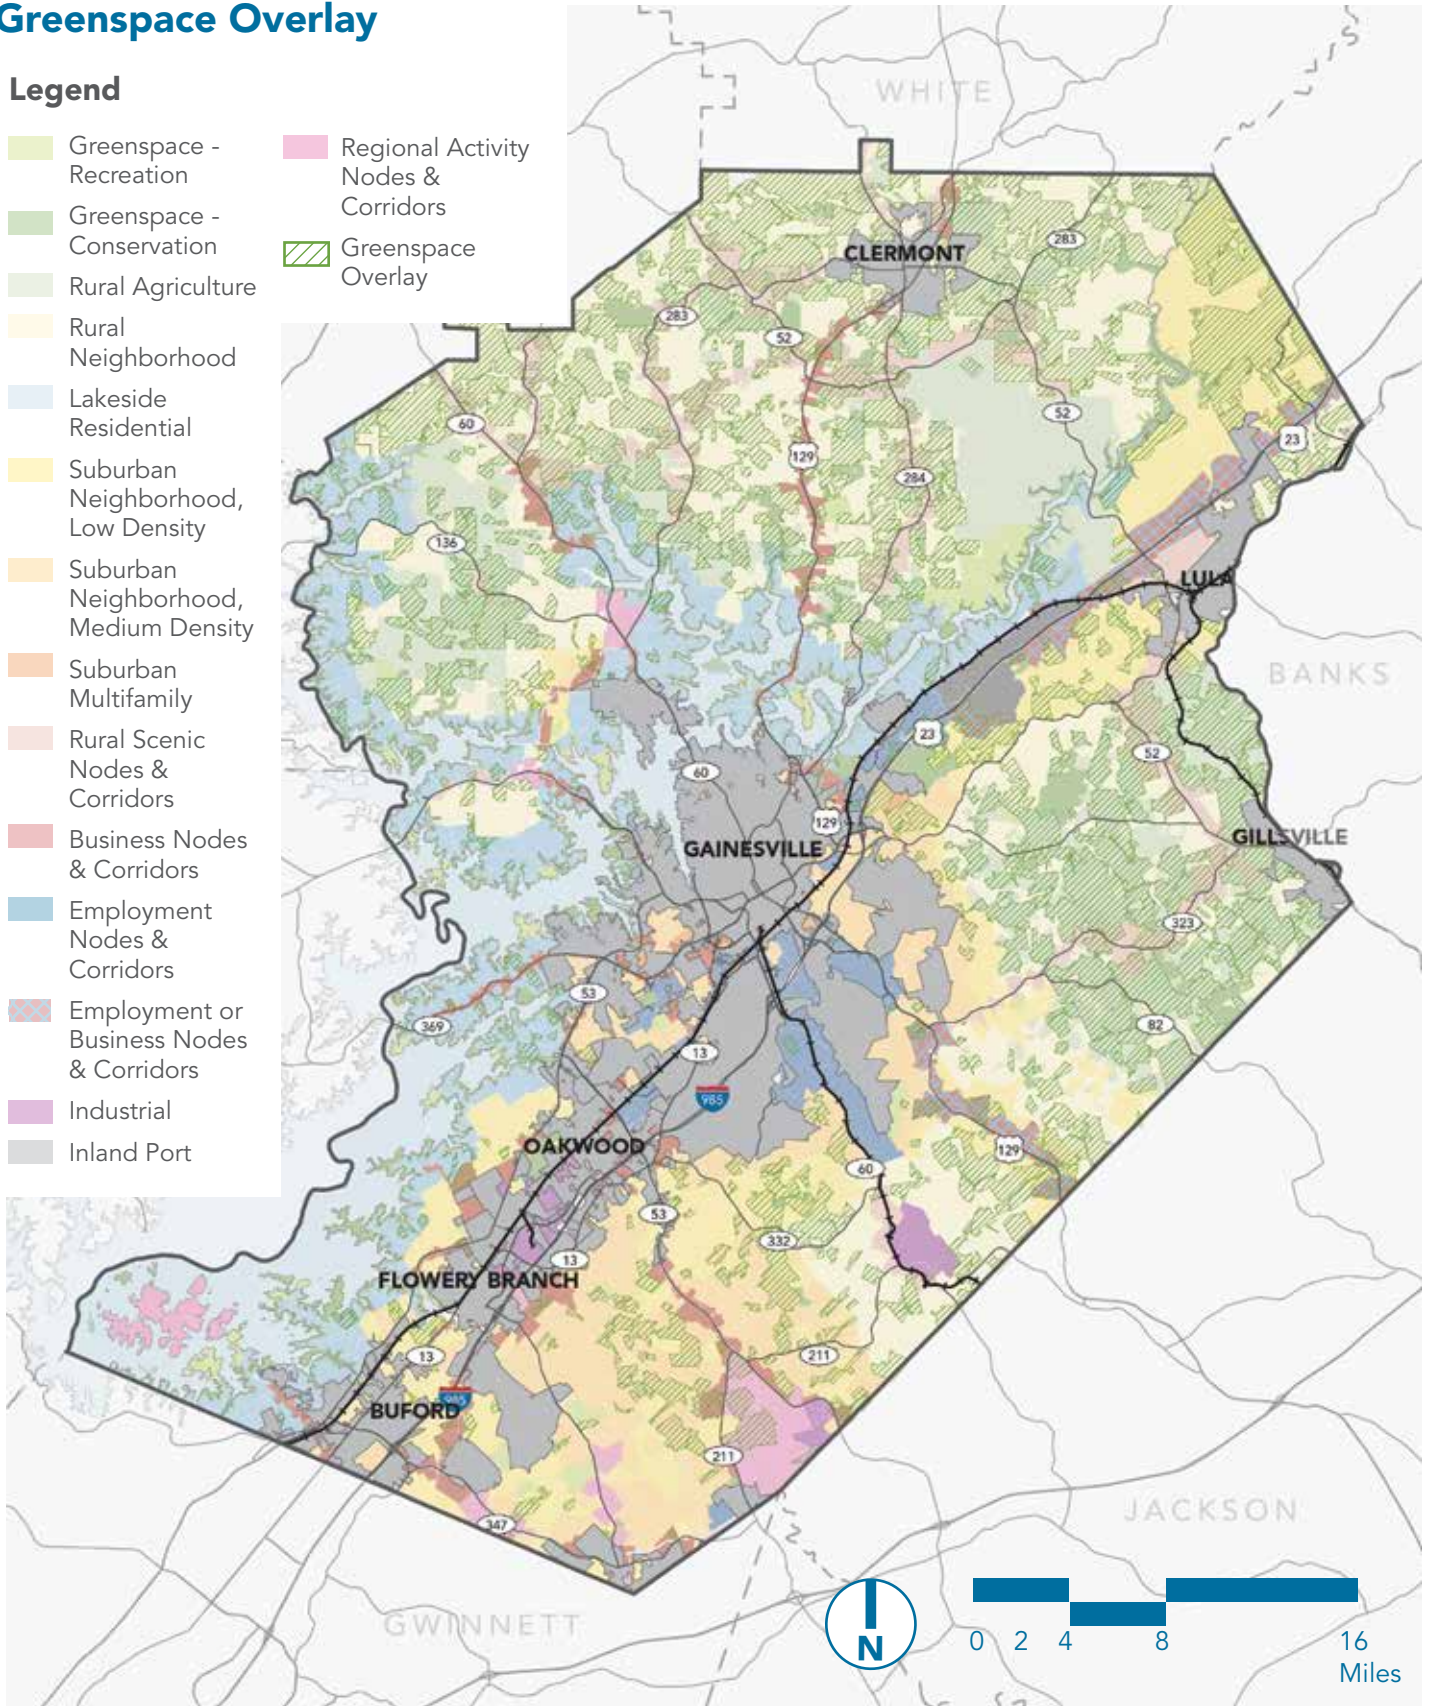 Greenspace Overlay
Legend
Greenspace -
Recreation
Greenspace -
Conservation
Rural Agriculture
Rural
Neighborhood
Lakeside
Residential
Suburban
Neighborhood,
Low Density
Suburban
Neighborhood,
Medium Density
Suburban
Multifamily
Rural Scenic
Nodes &
Corridors
Business Nodes
& Corridors
Employment
Nodes &
Corridors
Employment or
Business Nodes
& Corridors
Industrial
Inland Port
Regional Activity
Nodes &
Corridors
Greenspace
Overlay
WHITE
CLERMONT
283
283
52
60
52
23
129
284
136
LULA
BANKS
23
52
60
129
GAINESVILLE
GILLSVILLE
323
53
369
82
13
985
OAKWOOD
129
60
53
332
13
FLOWERY BRANCH
13
211
985
BUFORD
211
347
JACKSON
GWINNETT
N
0 2 4 8 16
Miles